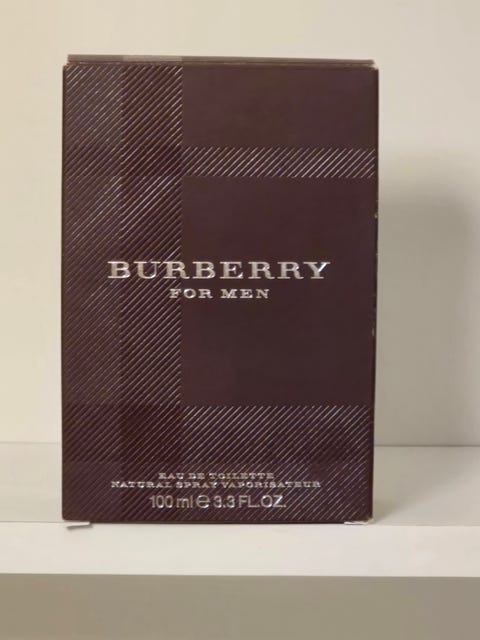 BURBERRY
FOR MEN
EAU DE TOILETTE
NATURAL SPRAY VAPORISATEUR
100 ml ℮ 3.3 FL.OZ.